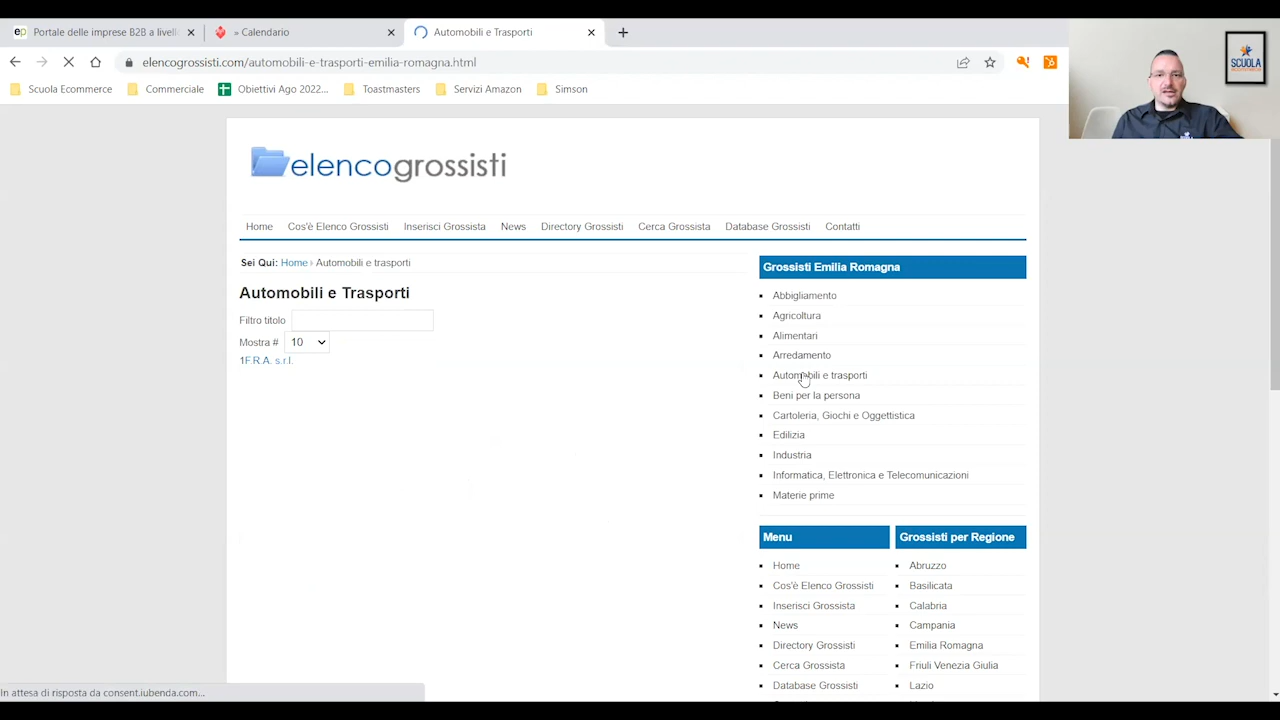 Portale delle imprese B2B a livell
» Calendario
Automobili e Trasporti
elencogrossisti.com/automobili-e-trasporti-emilia-romagna.html
Scuola Ecommerce
Commerciale
Obiettivi Ago 2022...
Toastmasters
Servizi Amazon
Simson
SCUOLA
elencogrossisti
Home
Cos'è Elenco Grossisti
Inserisci Grossista
News
Directory Grossisti
Cerca Grossista
Database Grossisti
Contatti
Sei Qui: Home › Automobili e trasporti
Automobili e Trasporti
Filtro titolo
Mostra # 10
1F.R.A. s.r.l.
Grossisti Emilia Romagna
Abbigliamento
Agricoltura
Alimentari
Arredamento
Automobili e trasporti
Beni per la persona
Cartoleria, Giochi e Oggettistica
Edilizia
Industria
Informatica, Elettronica e Telecomunicazioni
Materie prime
Menu
Home
Cos'è Elenco Grossisti
Inserisci Grossista
News
Directory Grossisti
Cerca Grossista
Database Grossisti
Grossisti per Regione
Abruzzo
Basilicata
Calabria
Campania
Emilia Romagna
Friuli Venezia Giulia
Lazio
In attesa di risposta da consent.iubenda.com...